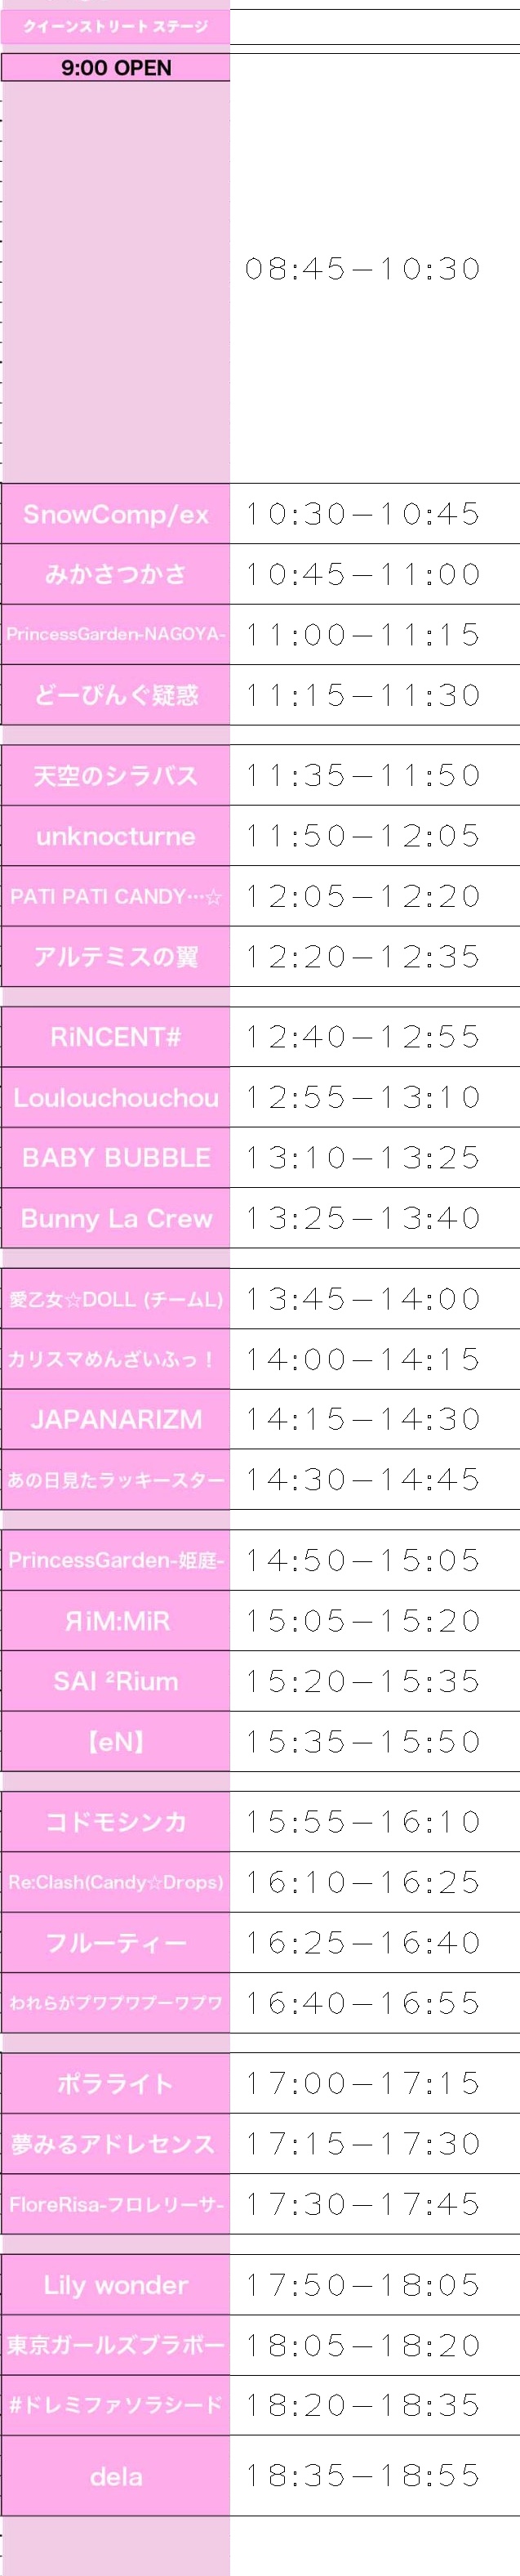 クイーンストリート ステージ
9:00 OPEN
08:45－10:30
SnowComp/ex 10:30－10:45
みかさつかさ 10:45－11:00
PrincessGarden-NAGOYA- 11:00－11:15
どーぴんぐ疑惑 11:15－11:30
天空のシラバス 11:35－11:50
unknocturne 11:50－12:05
PATI PATI CANDY…☆ 12:05－12:20
アルテミスの翼 12:20－12:35
RiNCENT# 12:40－12:55
Loulouchouchou 12:55－13:10
BABY BUBBLE 13:10－13:25
Bunny La Crew 13:25－13:40
愛乙女☆DOLL (チームL) 13:45－14:00
カリスマめんざいふっ！ 14:00－14:15
JAPANARIZM 14:15－14:30
あの日見たラッキースター 14:30－14:45
PrincessGarden-姫庭- 14:50－15:05
ЯiM:MiR 15:05－15:20
SAI ²Rium 15:20－15:35
【eN】 15:35－15:50
コドモシンカ 15:55－16:10
Re:Clash(Candy☆Drops) 16:10－16:25
フルーティー 16:25－16:40
われらがプワプワプーワプワ 16:40－16:55
ポラライト 17:00－17:15
夢みるアドレセンス 17:15－17:30
FloreRisa-フロレリーサ- 17:30－17:45
Lily wonder 17:50－18:05
東京ガールズブラボー 18:05－18:20
#ドレミファソラシード 18:20－18:35
dela 18:35－18:55